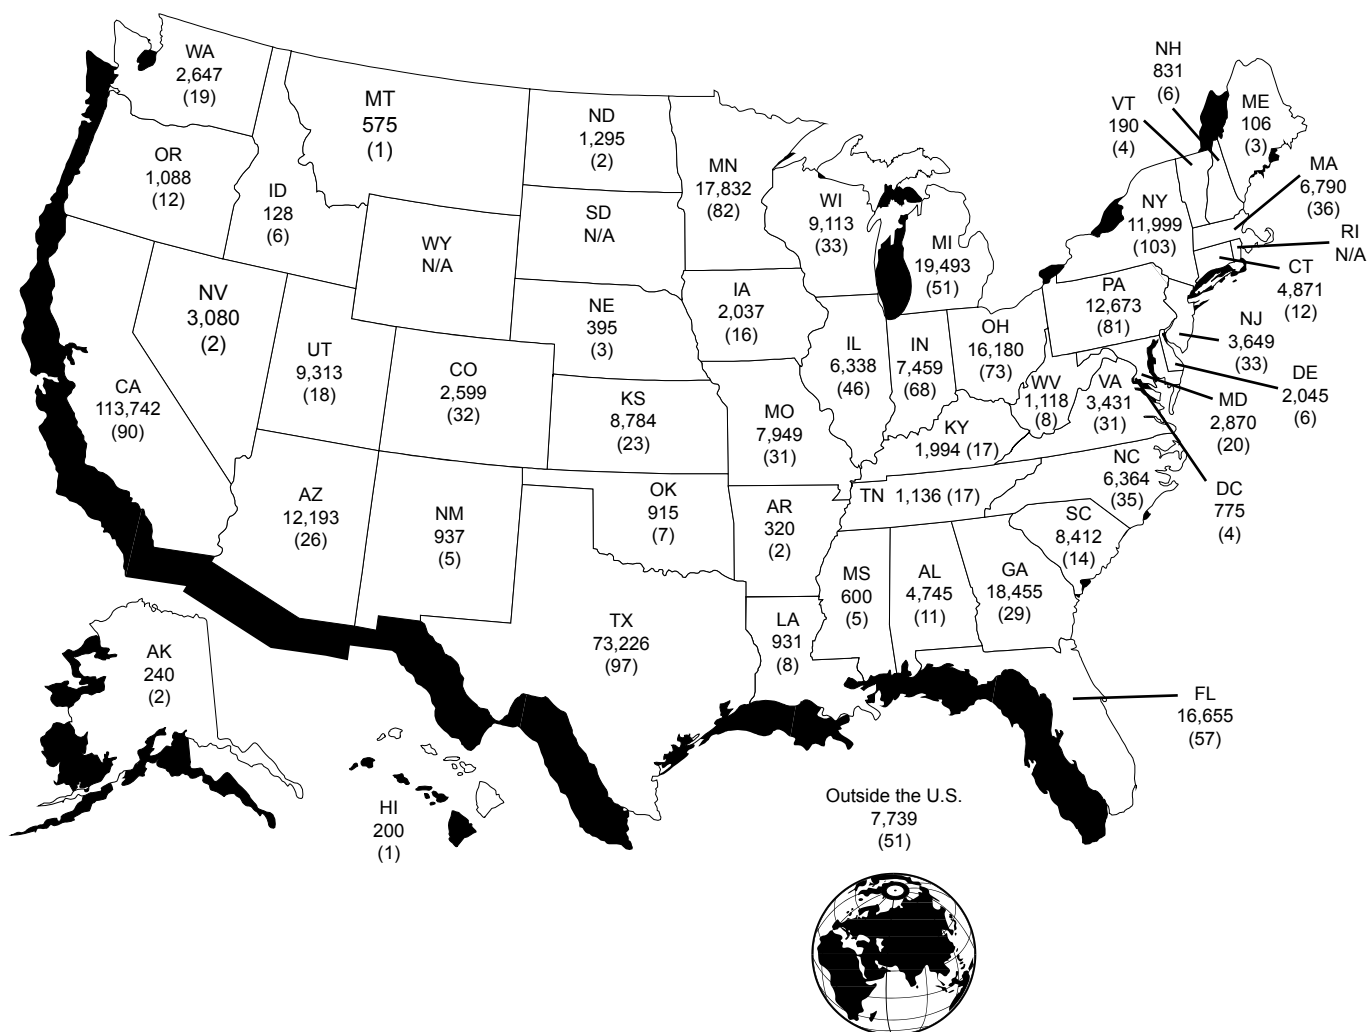 WA
2,647
(19)
OR
1,088
(12)
ID
128
(6)
MT
575
(1)
WY
N/A
ND
1,295
(2)
SD
N/A
NE
395
(3)
KS
8,784
(23)
NV
3,080
(2)
UT
9,313
(18)
CO
2,599
(32)
CA
113,742
(90)
AZ
12,193
(26)
NM
937
(5)
OK
915
(7)
TX
73,226
(97)
MN
17,832
(82)
IA
2,037
(16)
MO
7,949
(31)
AR
320
(2)
LA
931
(8)
WI
9,113
(33)
IL
6,338
(46)
MI
19,493
(51)
IN
7,459
(68)
OH
16,180
(73)
KY
1,994 (17)
TN 1,136 (17)
MS
600
(5)
AL
4,745
(11)
GA
18,455
(29)
SC
8,412
(14)
NC
6,364
(35)
VA
3,431
(31)
WV
1,118
(8)
PA
12,673
(81)
NY
11,999
(103)
VT
190
(4)
NH
831
(6)
ME
106
(3)
MA
6,790
(36)
RI
N/A
CT
4,871
(12)
NJ
3,649
(33)
DE
2,045
(6)
MD
2,870
(20)
DC
775
(4)
FL
16,655
(57)
AK
240
(2)
HI
200
(1)
Outside the U.S.
7,739
(51)